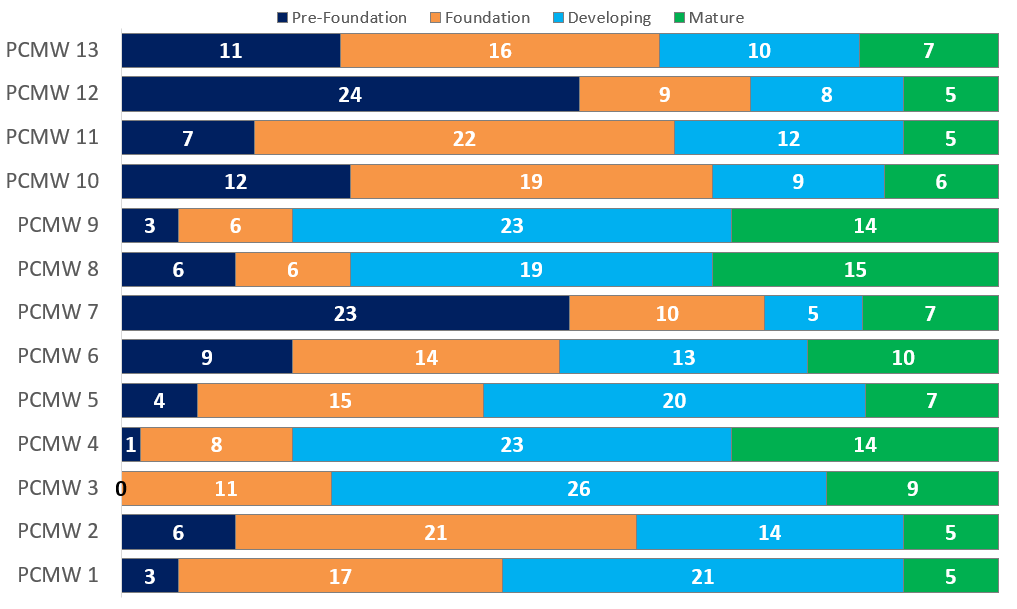 Pre-Foundation Foundation Developing Mature
PCMW 13 11 16 10 7
PCMW 12 24 9 8 5
PCMW 11 7 22 12 5
PCMW 10 12 19 9 6
PCMW 9 3 6 23 14
PCMW 8 6 6 19 15
PCMW 7 23 10 5 7
PCMW 6 9 14 13 10
PCMW 5 4 15 20 7
PCMW 4 1 8 23 14
PCMW 3 0 11 26 9
PCMW 2 6 21 14 5
PCMW 1 3 17 21 5